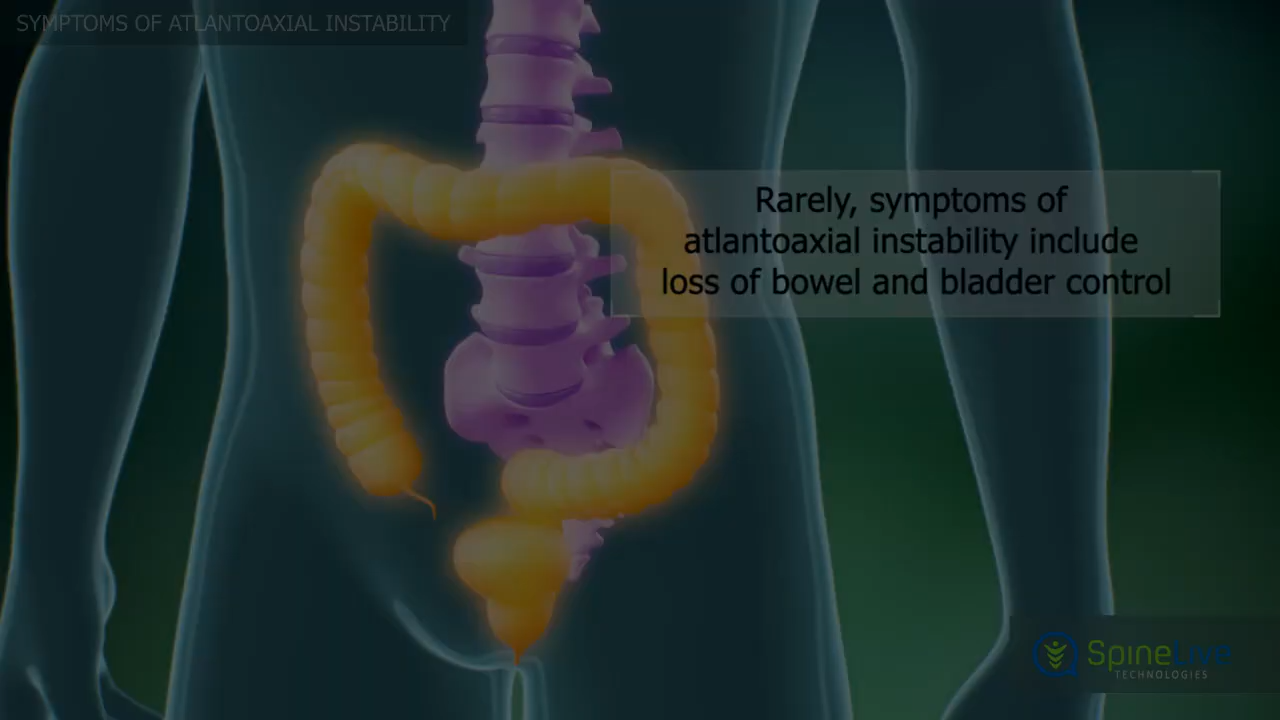 SYMPTOMS OF ATLANTOAXIAL INSTABILITY
Rarely, symptoms of
atlantoaxial instability include
loss of bowel and bladder control
SpineLive
TECHNOLOGIES